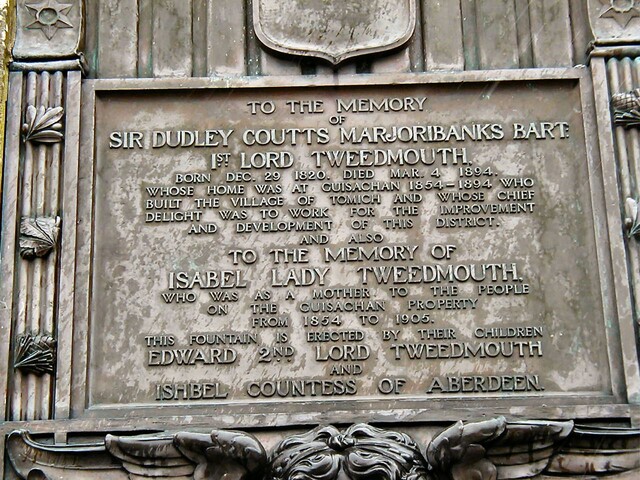 TO THE MEMORY
OF
SIR DUDLEY COUTTS MARJORIBANKS BART:
1ST LORD TWEEDMOUTH.
BORN DEC. 29 1820. DIED MAR. 4 1894.
WHOSE HOME WAS AT GUISACHAN 1854-1894 WHO
BUILT THE VILLAGE OF TOMICH AND WHOSE CHIEF
DELIGHT WAS TO WORK FOR THE IMPROVEMENT
AND DEVELOPMENT OF THIS DISTRICT.
AND ALSO
TO THE MEMORY OF
ISABEL LADY TWEEDMOUTH.
WHO WAS AS A MOTHER TO THE PEOPLE
ON THE GUISACHAN PROPERTY
FROM 1854 TO 1905.
THIS FOUNTAIN IS ERECTED BY THEIR CHILDREN
EDWARD 2ND LORD TWEEDMOUTH
AND
ISHBEL COUNTESS OF ABERDEEN.